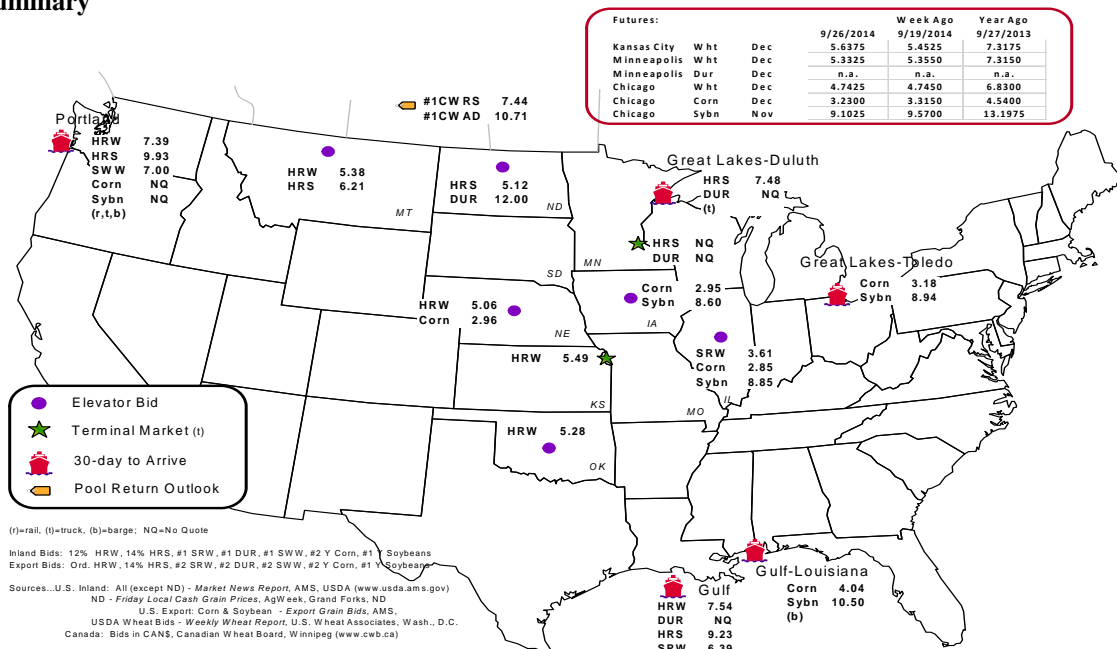 ummary
Futures: Week Ago Year Ago
9/26/2014 9/19/2014 9/27/2013
Kansas City Wht Dec 5.6375 5.4525 7.3175
Minneapolis Wht Dec 5.3325 5.3550 7.3150
Minneapolis Dur Dec n.a. n.a. n.a.
Chicago Wht Dec 4.7425 4.7450 6.8300
Chicago Corn Dec 3.2300 3.3150 4.5400
Chicago Sybn Nov 9.1025 9.5700 13.1975
#1CWRS 7.44
#1CWAD 10.71
Portland
HRW 7.39
HRS 9.93
SWW 7.00
Corn NQ
Sybn NQ
(r,t,b)
HRW 5.38
HRS 6.21
MT
HRS 5.12
DUR 12.00
ND
Great Lakes-Duluth
HRS 7.48
DUR NQ
(t)
HRS NQ
DUR NQ
MN
SD
Great Lakes-Toledo
Corn 3.18
Sybn 8.94
Corn 2.95
Sybn 8.60
IA
HRW 5.06
Corn 2.96
NE
HRW 5.49
KS
SRW 3.61
Corn 2.85
Sybn 8.85
IL
MO
HRW 5.28
OK
Elevator Bid
Terminal Market (t)
30-day to Arrive
Pool Return Outlook
(r)=rail, (t)=truck, (b)=barge; NQ=No Quote
Inland Bids: 12% HRW, 14% HRS, #1 SRW, #1 DUR, #1 SWW, #2 Y Corn, #1 Y Soybeans
Export Bids: Ord. HRW, 14% HRS, #2 SRW, #2 DUR, #2 SWW, #2 Y Corn, #1 Y Soybeans
Sources...U.S. Inland: All (except ND) - Market News Report, AMS, USDA (www.usda.ams.gov)
ND - Friday Local Cash Grain Prices, AgWeek, Grand Forks, ND
U.S. Export: Corn & Soybean - Export Grain Bids, AMS,
USDA Wheat Bids - Weekly Wheat Report, U.S. Wheat Associates, Wash., D.C.
Canada: Bids in CAN$, Canadian Wheat Board, Winnipeg (www.cwb.ca)
Gulf-Louisiana
Corn 4.04
Sybn 10.50
(b)
Gulf
HRW 7.54
DUR NQ
HRS 9.23
SRW 6.39